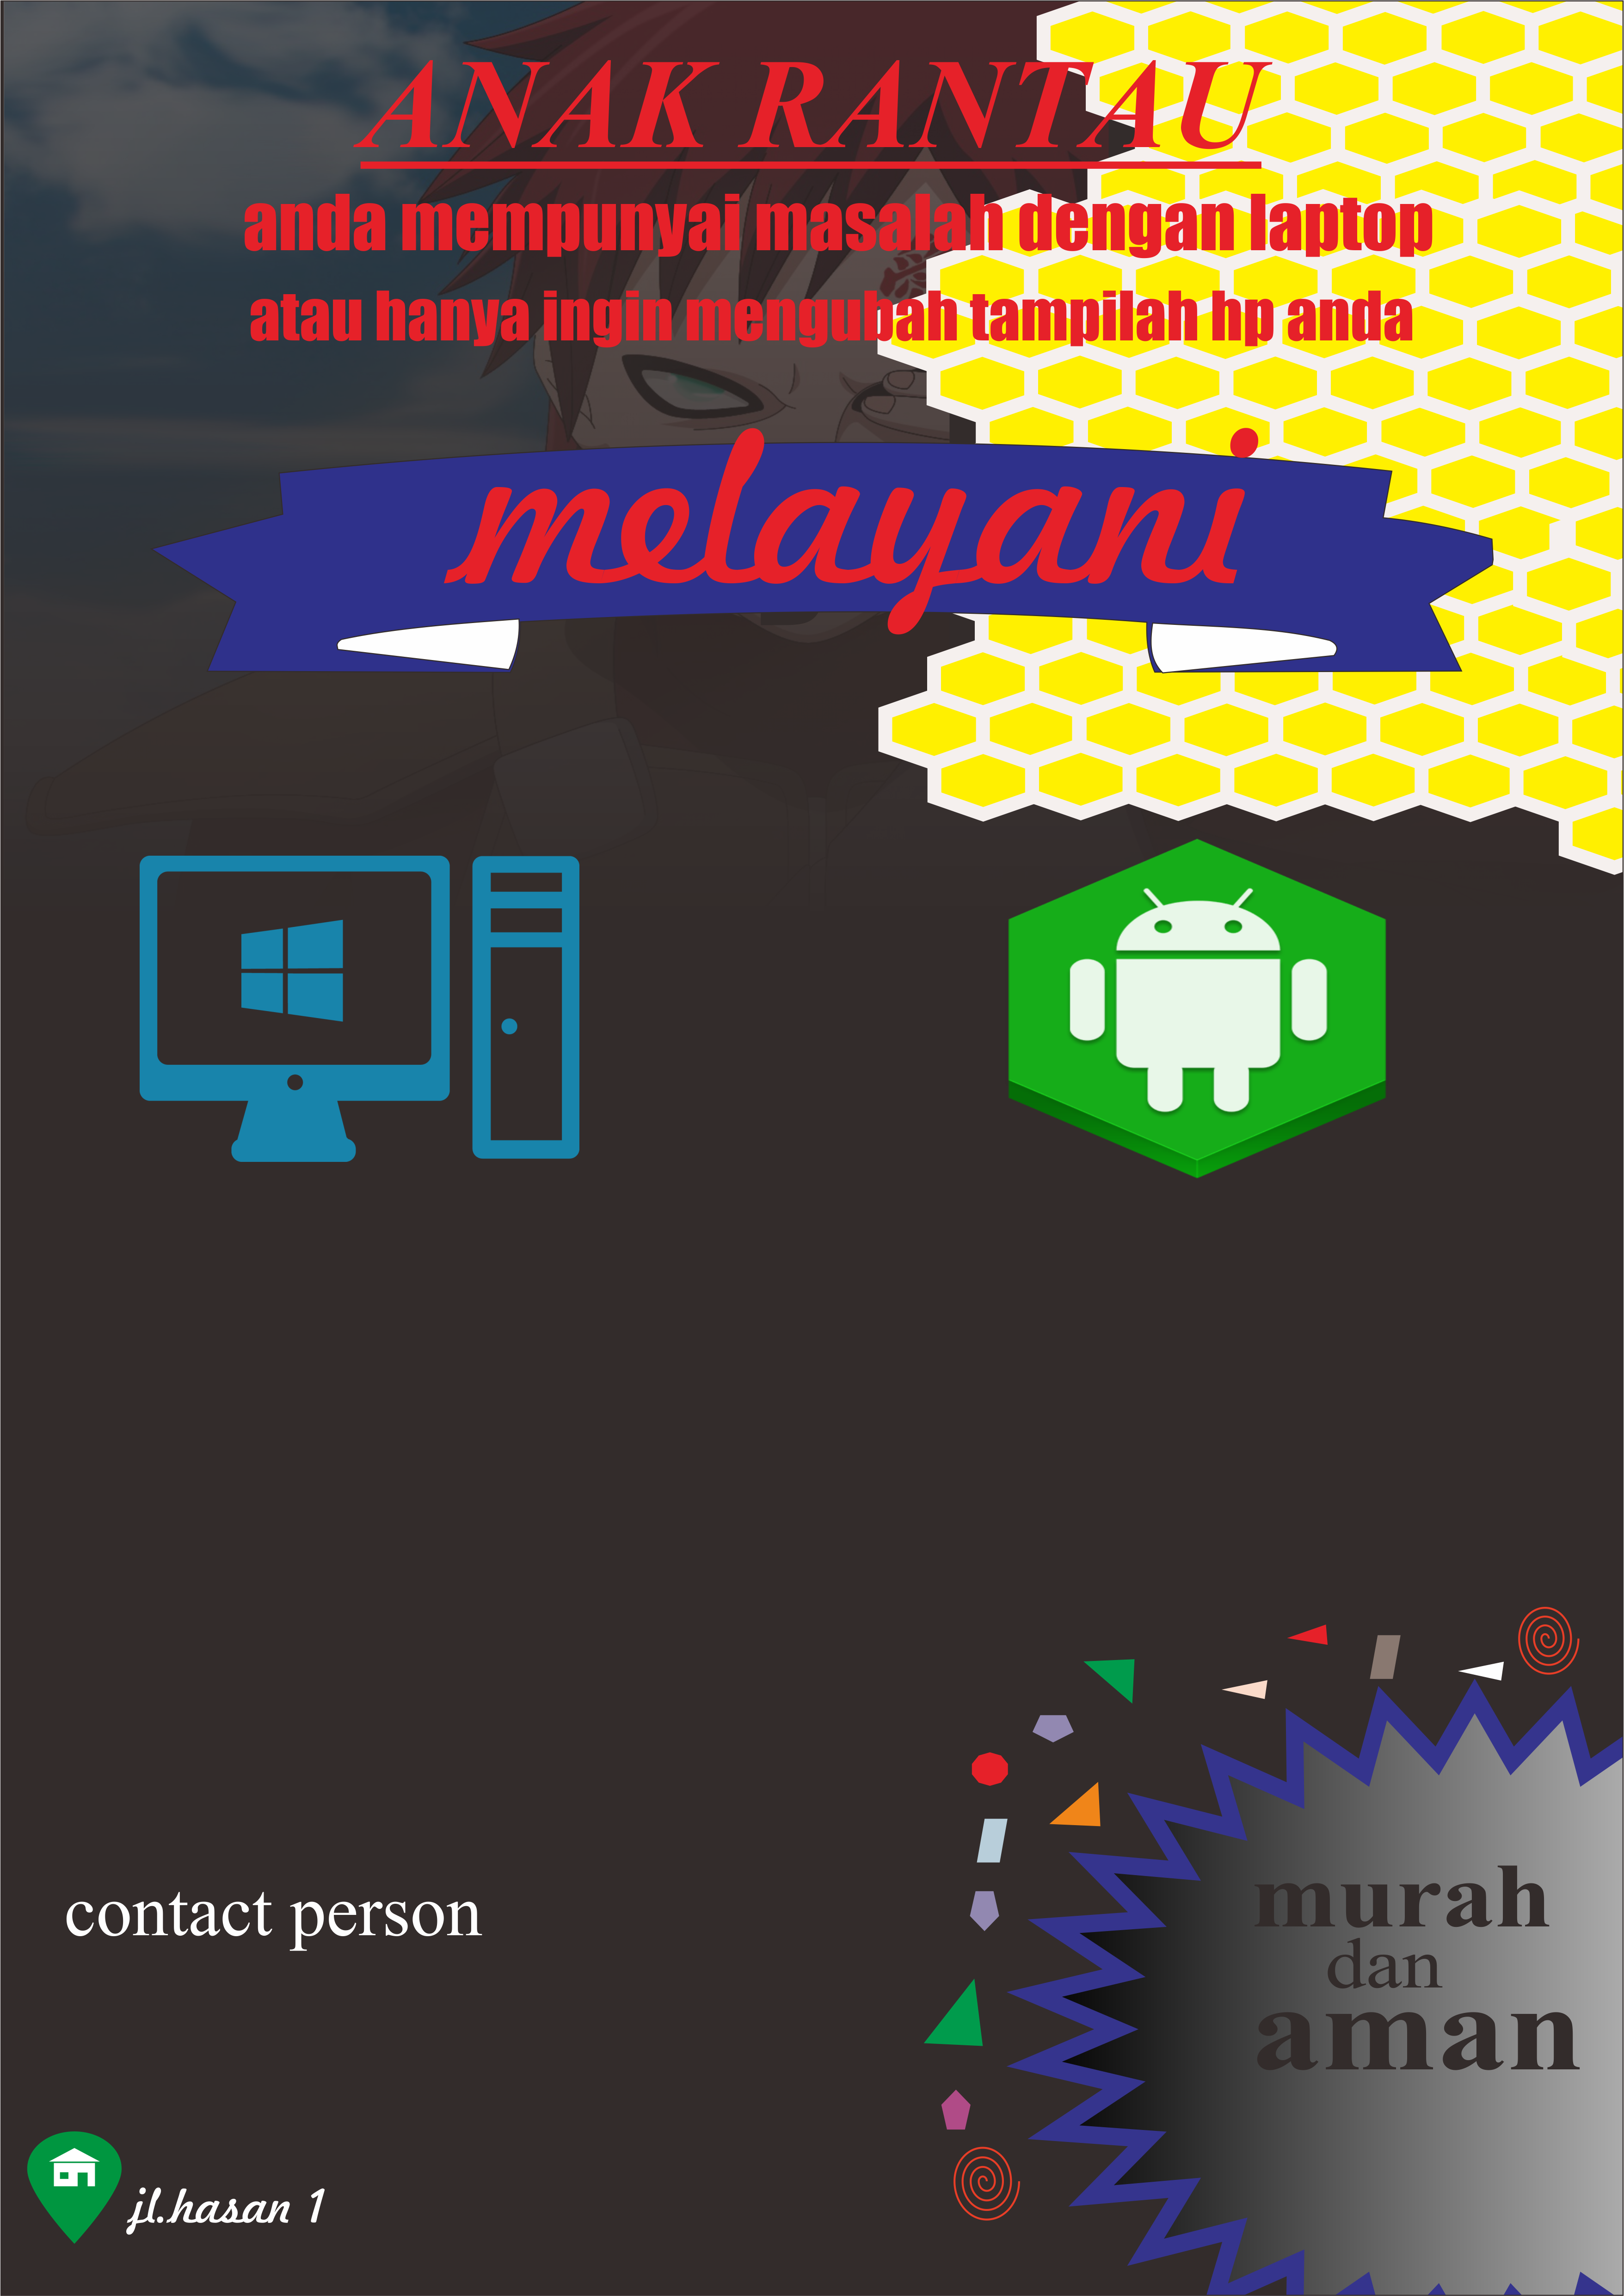 ANAK RANTAU
anda mempunyai masalah dengan laptop
atau hanya ingin mengubah tampilah hp anda
melayani
murah
dan
aman
contact person
jl.hasan 1